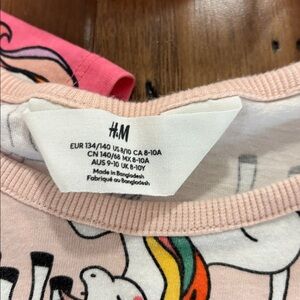 H&M
EUR 134/140 US 8/10 CA 8-10A
CN 140/66 MX 8-10A
AUS 9-10 UK 8-10Y
Made in Bangladesh
Fabriqué au Bangladesh